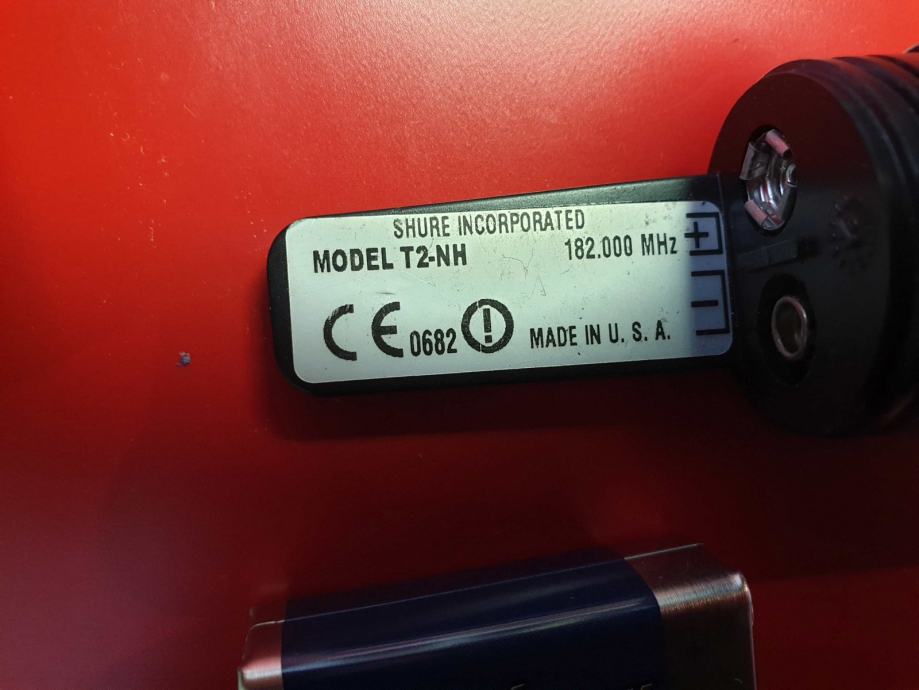 SHURE INCORPORATED
MODEL T2-NH 182.000 MHz
CE 0682 MADE IN U. S. A.
+
-